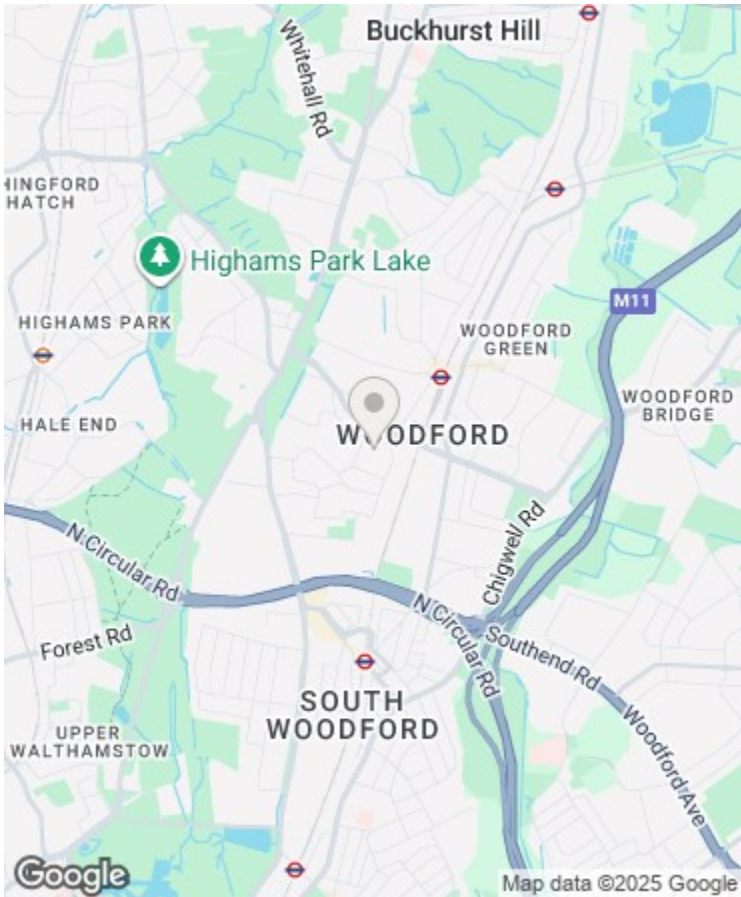 Buckhurst Hill
Whitehall Rd
HINGFORD
HATCH
Highams Park Lake
M11
HIGHAMS PARK
WOODFORD
GREEN
WOODFORD
BRIDGE
HALE END
WOODFORD
Chigwell Rd
N Circular Rd
N Circular Rd
Southend Rd
Forest Rd
SOUTH
WOODFORD
UPPER
WALTHAMSTOW
Woodford Ave
Google
Map data ©2025 Google